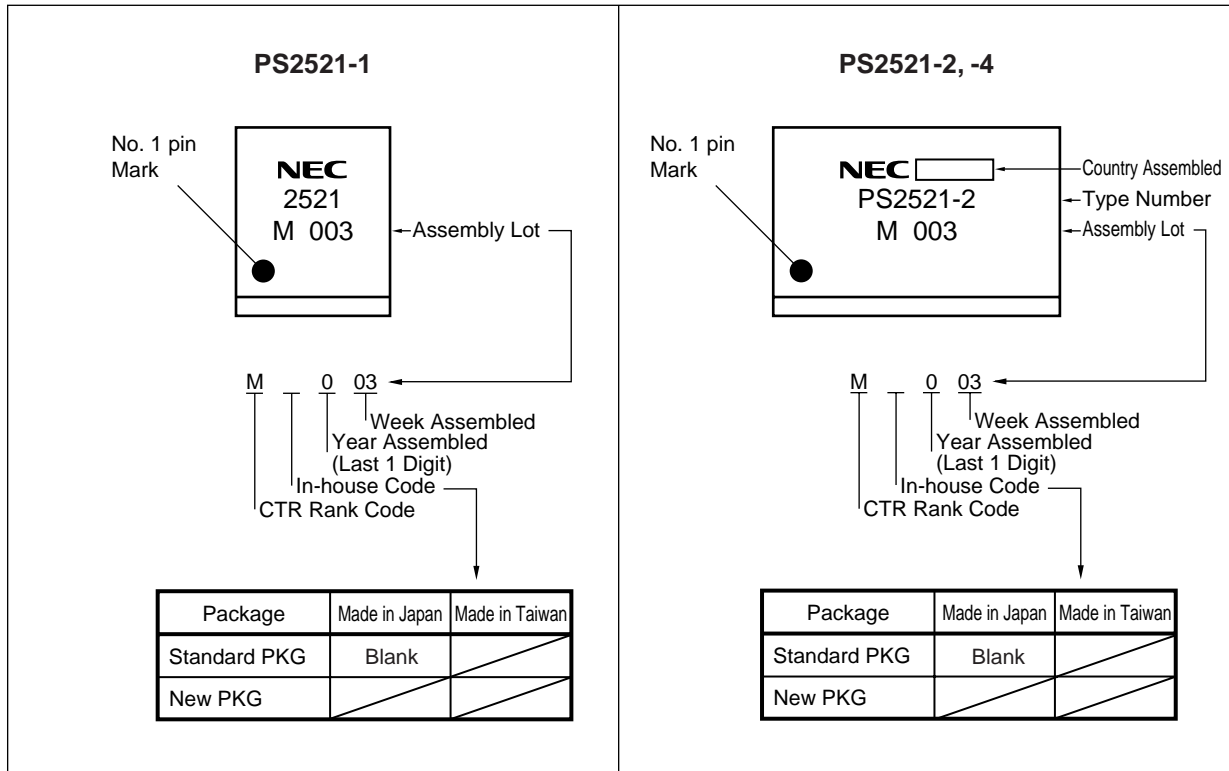 PS2521-1
No. 1 pin
Mark
NEC
2521
M 003
Assembly Lot
M 0 03
Week Assembled
Year Assembled
(Last 1 Digit)
In-house Code
CTR Rank Code
Package Made in Japan Made in Taiwan
Standard PKG Blank
New PKG
PS2521-2, -4
No. 1 pin
Mark
NEC
Country Assembled
PS2521-2
Type Number
M 003
Assembly Lot
M 0 03
Week Assembled
Year Assembled
(Last 1 Digit)
In-house Code
CTR Rank Code
Package Made in Japan Made in Taiwan
Standard PKG Blank
New PKG